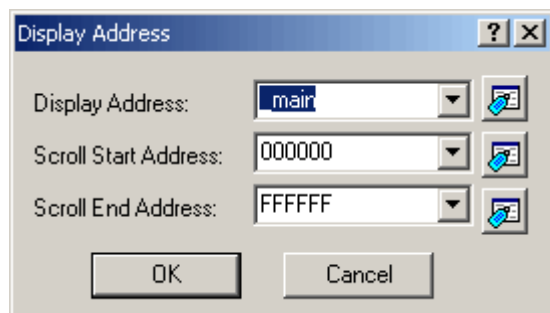 Display Address ? X
Display Address: _main
Scroll Start Address: 000000
Scroll End Address: FFFFFF
OK Cancel